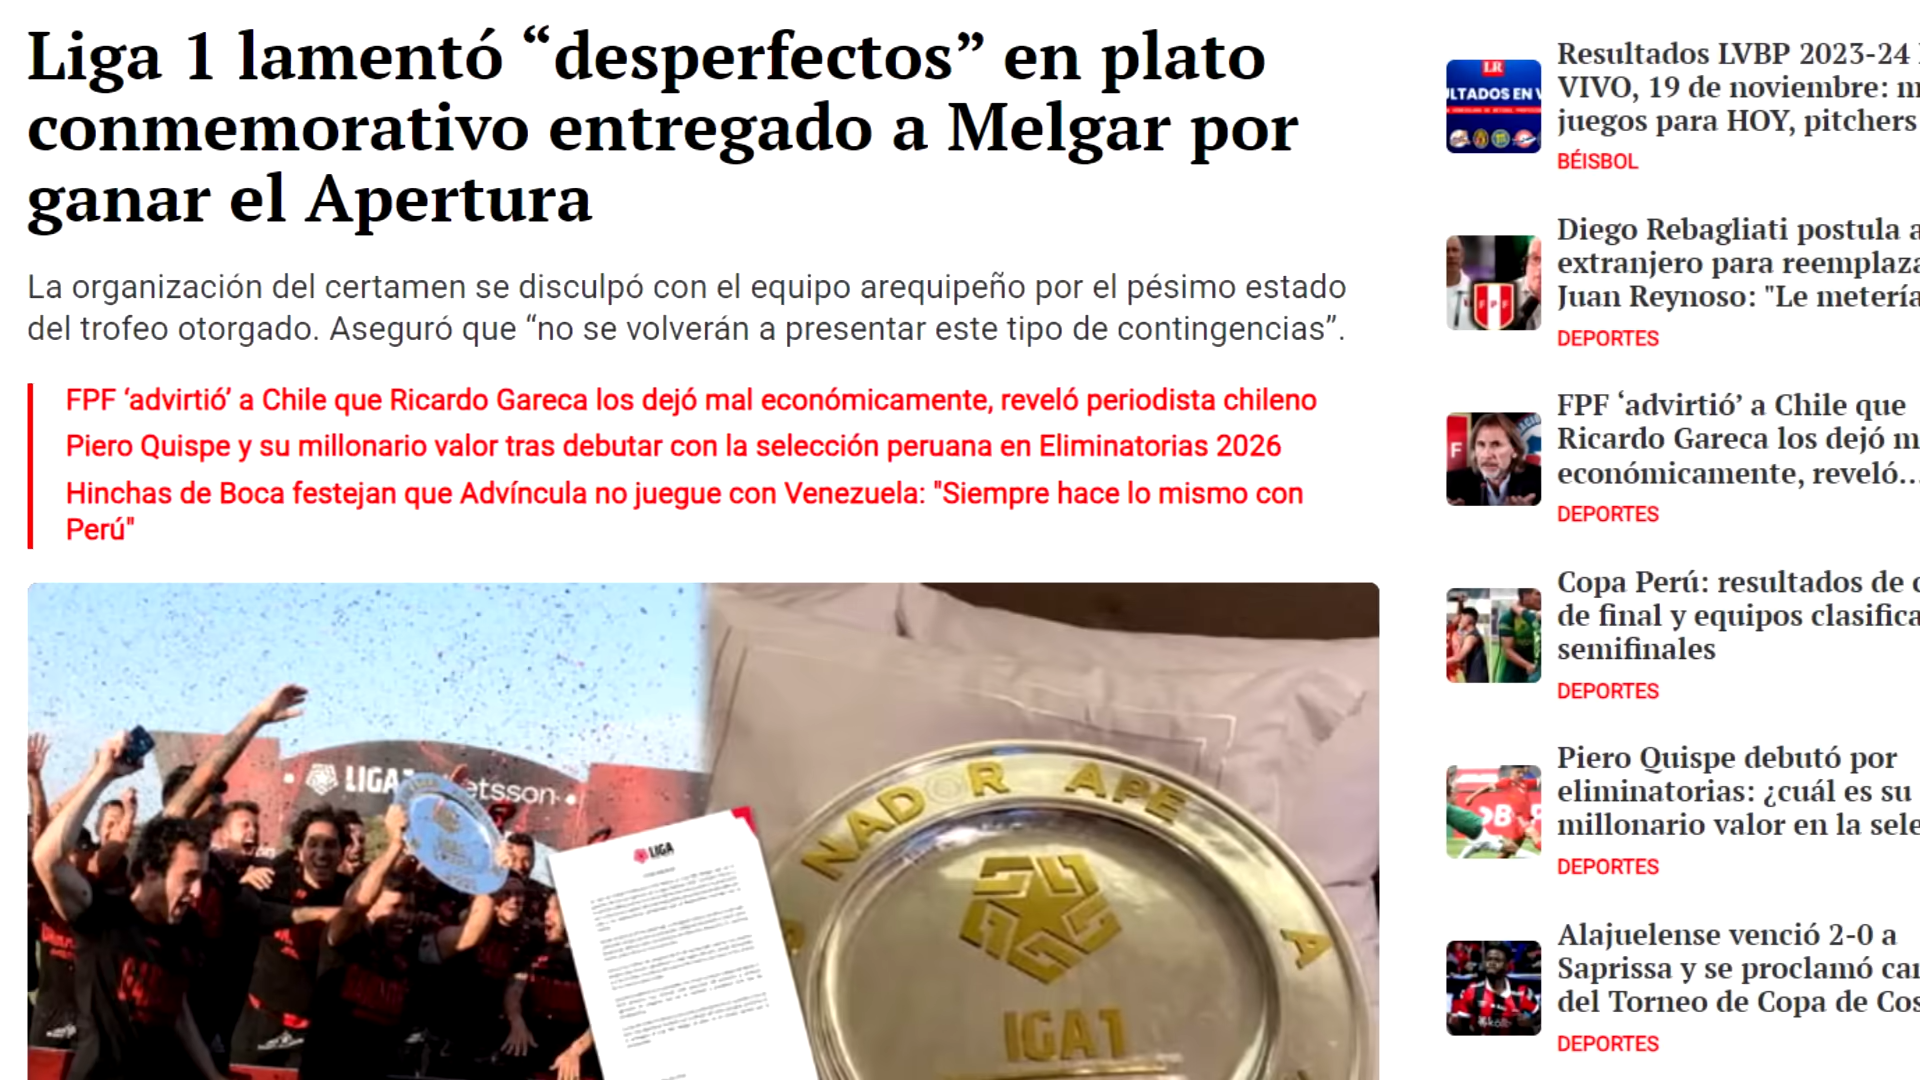 Liga 1 lamentó “desperfectos” en plato
conmemorativo entregado a Melgar por
ganar el Apertura
La organización del certamen se disculpó con el equipo arequipeño por el pésimo estado
del trofeo otorgado. Aseguró que “no se volverán a presentar este tipo de contingencias”.
FPF ‘advirtió’ a Chile que Ricardo Gareca los dejó mal económicamente, reveló periodista chileno
Piero Quispe y su millonario valor tras debutar con la selección peruana en Eliminatorias 2026
Hinchas de Boca festejan que Advíncula no juegue con Venezuela: "Siempre hace lo mismo con
Perú"
LIGA
etsson
LIGA
NADOR APE
A
IGA1
LR
LTADOS EN V
Resultados LVBP 2023-24
VIVO, 19 de noviembre:
juegos para HOY, pitchers
BÉISBOL
FPF
Diego Rebagliati postula a
extranjero para reemplaza
Juan Reynoso: "Le metería
DEPORTES
F
FPF ‘advirtió’ a Chile que
Ricardo Gareca los dejó m
económicamente, reveló...
DEPORTES
Copa Perú: resultados de
de final y equipos clasifica
semifinales
DEPORTES
Piero Quispe debutó por
eliminatorias: ¿cuál es su
millonario valor en la sele
DEPORTES
Alajuelense venció 2-0 a
Saprissa y se proclamó
del Torneo de Copa de Cos
DEPORTES